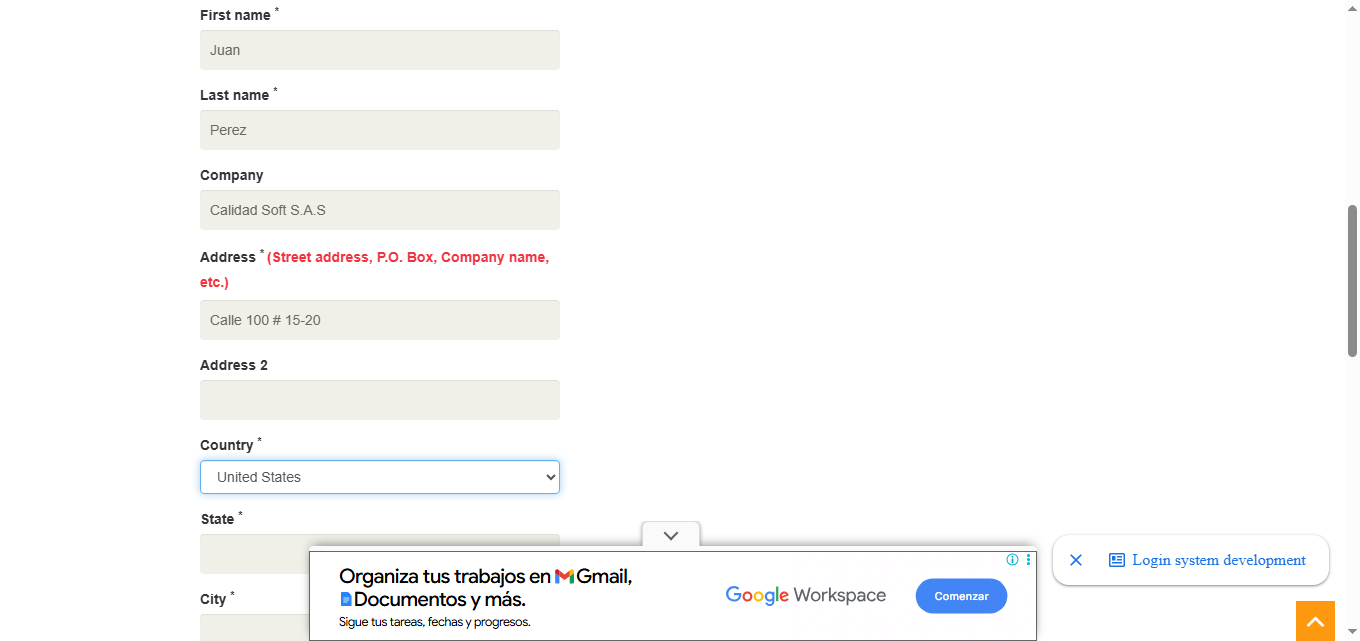 First name *
Juan
Last name *
Perez
Company
Calidad Soft S.A.S
Address * (Street address, P.O. Box, Company name,
etc.)
Calle 100 # 15-20
Address 2
Country *
United States
State *
City *
Organiza tus trabajos en Gmail,
Documentos y más.
Sigue tus tareas, fechas y progresos.
Google Workspace
Comenzar
Login system development